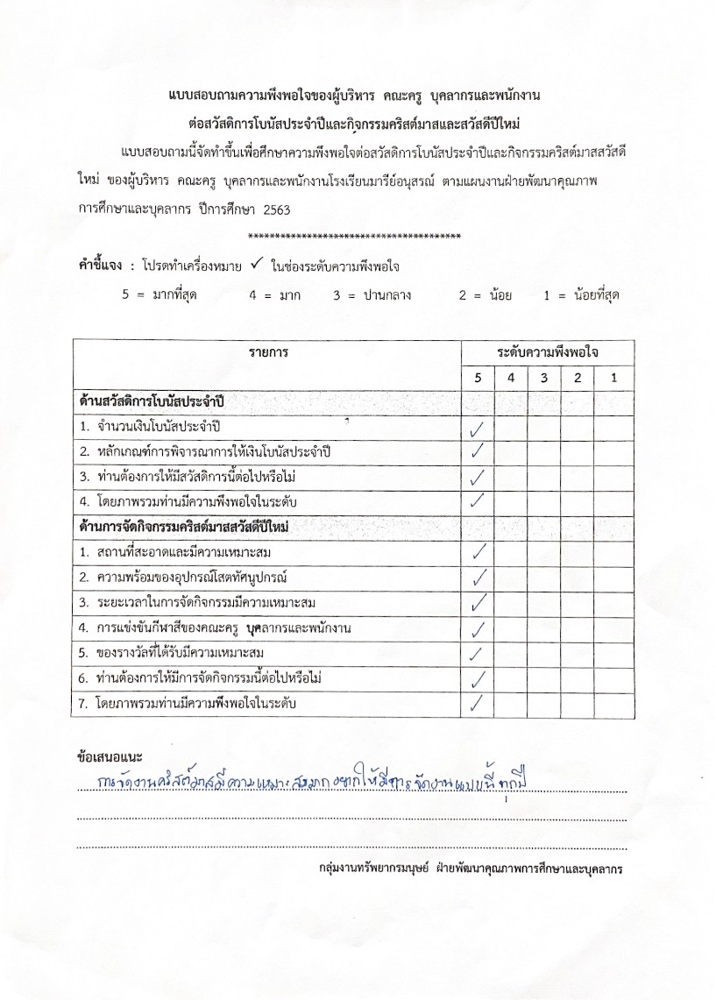 แบบสอบถามความพึงพอใจของผู้บริหาร คณะครู บุคลากรและพนักงาน
ต่อสวัสดิการโบนัสประจำปีและกิจกรรมคริสต์มาสและสวัสดีปีใหม่
แบบสอบถามนี้จัดทำขึ้นเพื่อศึกษาความพึงพอใจต่อสวัสดิการโบนัสประจำปีและกิจกรรมคริสต์มาสสวัสดี
ใหม่ ของผู้บริหาร คณะครู บุคลากรและพนักงานโรงเรียนมารีย์อนุสรณ์ ตามแผนงานฝ่ายพัฒนาคุณภาพ
การศึกษาและบุคลากร ปีการศึกษา 2563
****************************************
คำชี้แจง : โปรดทำเครื่องหมาย ✓ ในช่องระดับความพึงพอใจ
5 = มากที่สุด 4 = มาก 3 = ปานกลาง 2 = น้อย 1 = น้อยที่สุด
รายการ ระดับความพึงพอใจ
5 4 3 2 1
ด้านสวัสดิการโบนัสประจำปี
1. จำนวนเงินโบนัสประจำปี ✓
2. หลักเกณฑ์การพิจารณาการให้เงินโบนัสประจำปี ✓
3. ท่านต้องการให้มีสวัสดิการนี้ต่อไปหรือไม่ ✓
4. โดยภาพรวมท่านมีความพึงพอใจในระดับ ✓
ด้านการจัดกิจกรรมคริสต์มาสสวัสดีปีใหม่
1. สถานที่สะอาดและมีความเหมาะสม ✓
2. ความพร้อมของอุปกรณ์โสตทัศนูปกรณ์ ✓
3. ระยะเวลาในการจัดกิจกรรมมีความเหมาะสม ✓
4. การแข่งขันกีฬาสีของคณะครู บุคลากรและพนักงาน ✓
5. ของรางวัลที่ได้รับมีความเหมาะสม ✓
6. ท่านต้องการให้มีการจัดกิจกรรมนี้ต่อไปหรือไม่ ✓
7. โดยภาพรวมท่านมีความพึงพอใจในระดับ ✓
ข้อเสนอแนะ
การจัดงานคริสต์มาสมีความเหมาะสมมาก อยากให้มีการจัดงานแบบนี้ทุกปี
กลุ่มงานทรัพยากรมนุษย์ ฝ่ายพัฒนาคุณภาพการศึกษาและบุคลากร